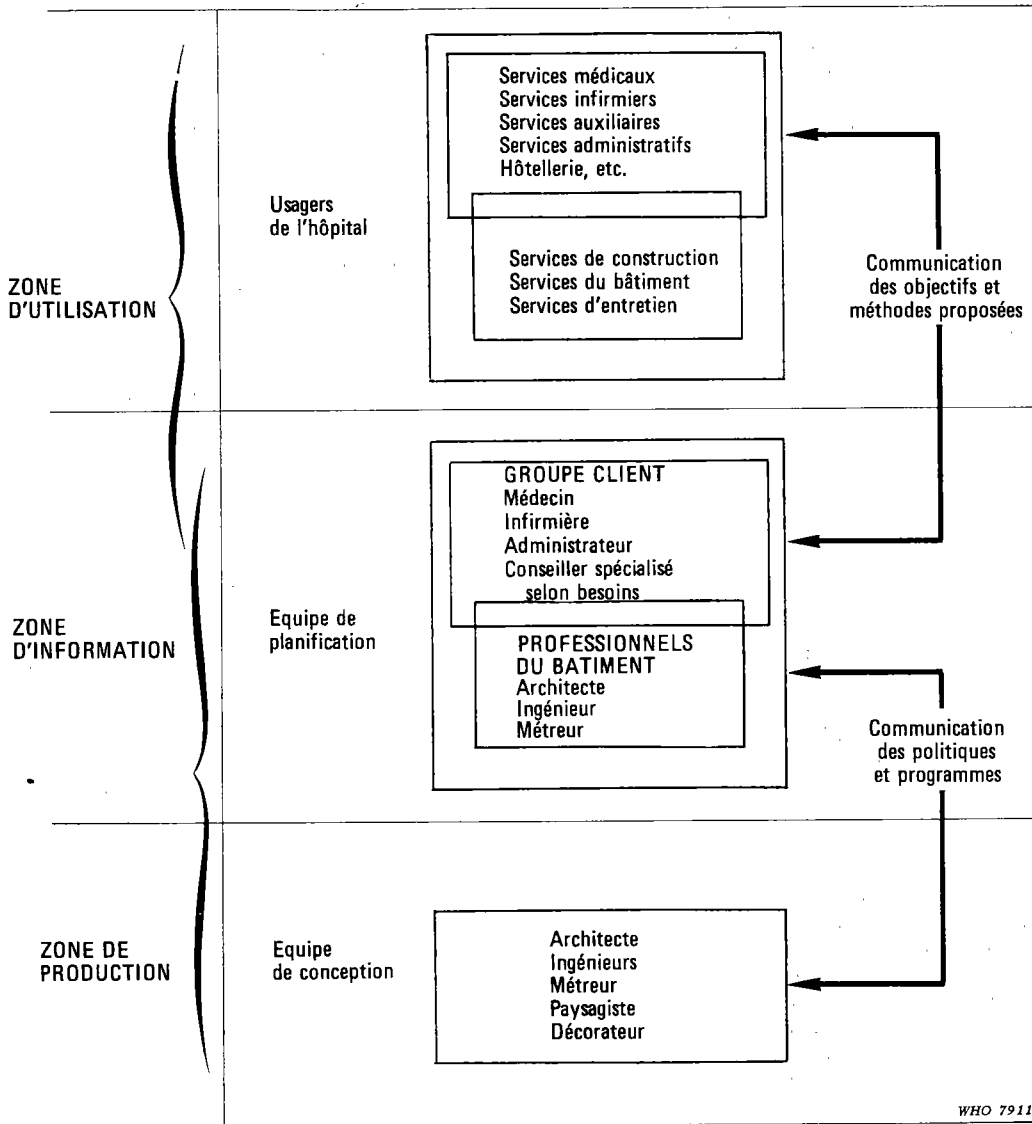 ZONE
D'UTILISATION
Usagers
de l'hôpital
Services médicaux
Services infirmiers
Services auxiliaires
Services administratifs
Hôtellerie, etc.
Services de construction
Services du bâtiment
Services d'entretien
Communication
des objectifs et
méthodes proposées
ZONE
D'INFORMATION
Equipe de
planification
GROUPE CLIENT
Médecin
Infirmière
Administrateur
Conseiller spécialisé
selon besoins
PROFESSIONNELS
DU BATIMENT
Architecte
Ingénieur
Métreur
Communication
des politiques
et programmes
ZONE DE
PRODUCTION
Equipe
de conception
Architecte
Ingénieurs
Métreur
Paysagiste
Décorateur
WHO 7911